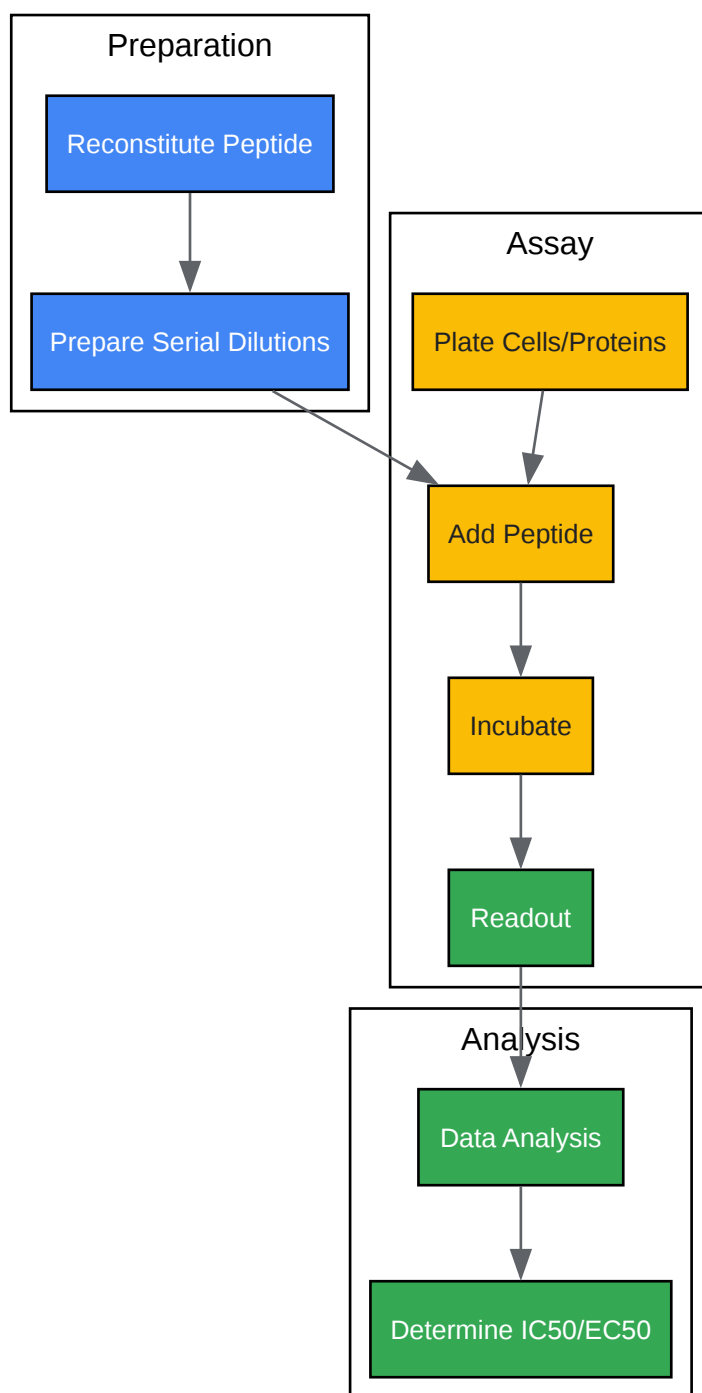 Preparation
Reconstitute Peptide
Prepare Serial Dilutions
Assay
Plate Cells/Proteins
Add Peptide
Incubate
Readout
Analysis
Data Analysis
Determine IC50/EC50